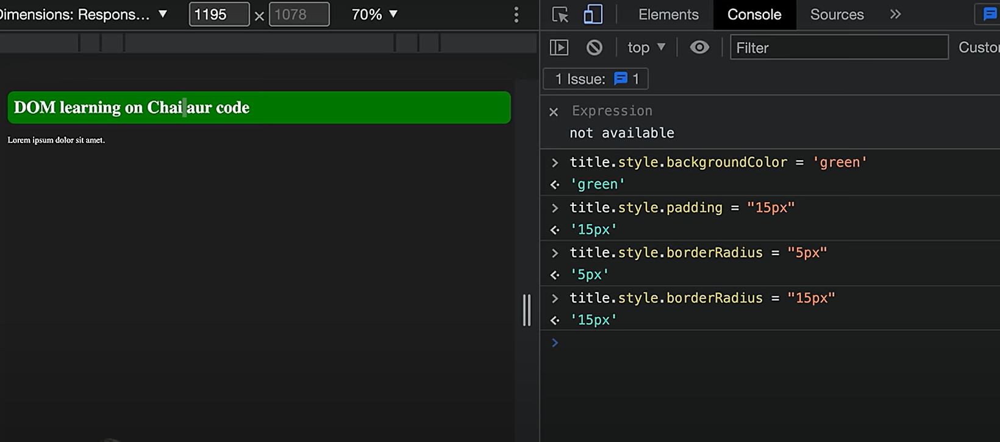 Dimensions: Respons... ▼ 1195 × 1078 70% ▼
Elements Console Sources »
top ▼ Filter Custo
1 Issue: 1
× Expression
not available
DOM learning on Chai aur code
Lorem ipsum dolor sit amet.
> title.style.backgroundColor = 'green'
'green'
> title.style.padding = "15px"
'15px'
> title.style.borderRadius = "5px"
'5px'
> title.style.borderRadius = "15px"
'15px'
>